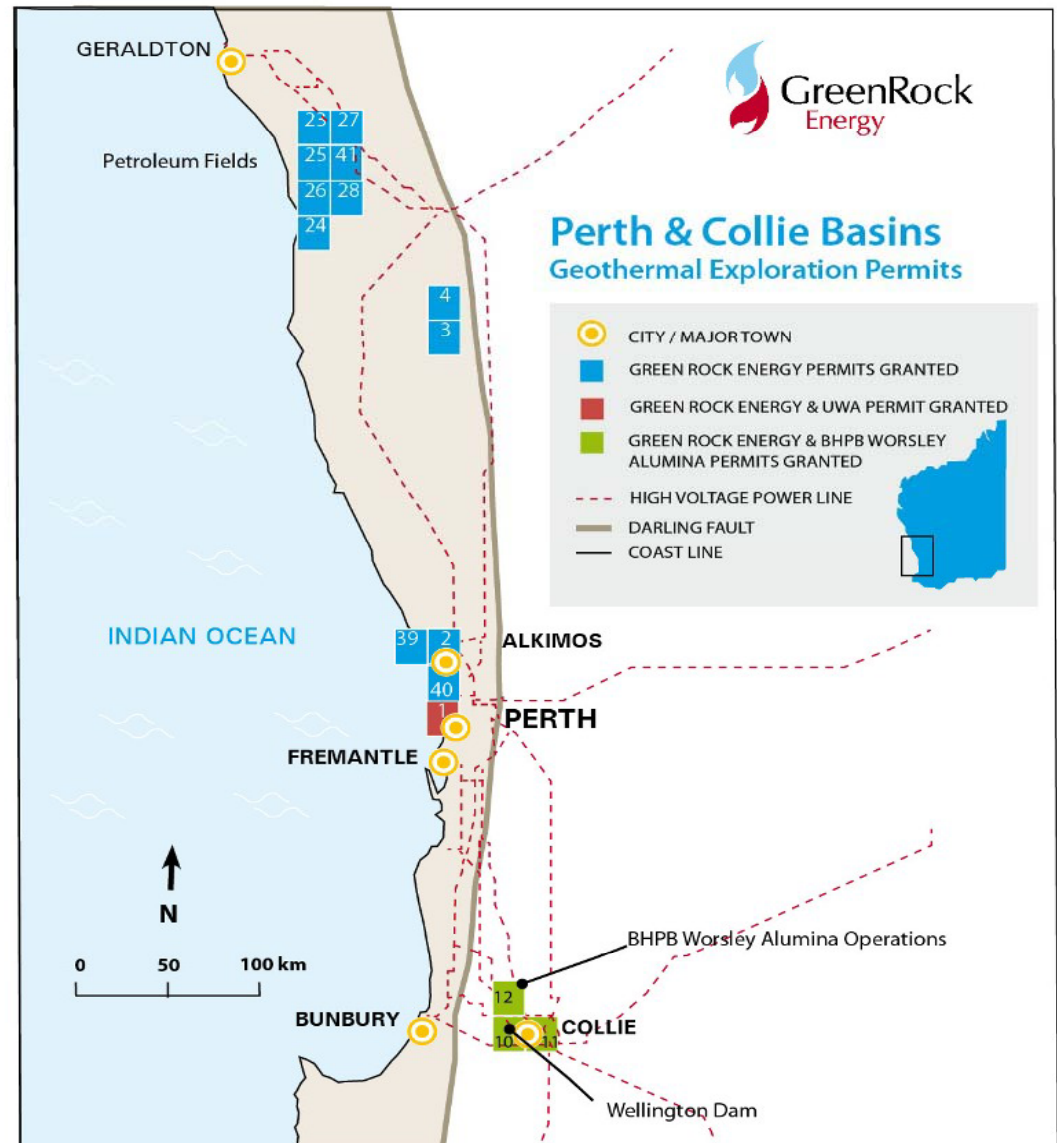 GERALDTON
GreenRock
Energy
23 27
Petroleum Fields
25 41
26 28
24
Perth & Collie Basins
Geothermal Exploration Permits
4
3
CITY / MAJOR TOWN
GREEN ROCK ENERGY PERMITS GRANTED
GREEN ROCK ENERGY & UWA PERMIT GRANTED
GREEN ROCK ENERGY & BHPB WORSLEY
ALUMINA PERMITS GRANTED
HIGH VOLTAGE POWER LINE
DARLING FAULT
COAST LINE
INDIAN OCEAN
39 2
ALKIMOS
40
1
PERTH
FREMANTLE
N
0 50 100 km
BHPB Worsley Alumina Operations
12
BUNBURY
COLLIE
10 11
Wellington Dam